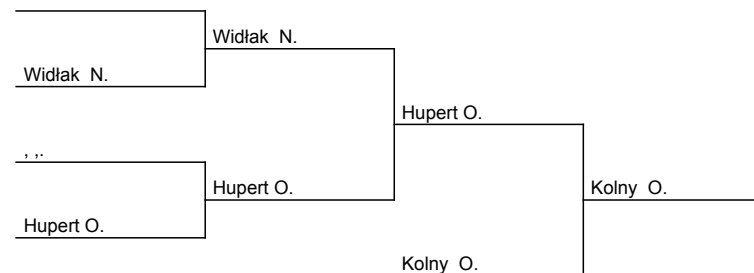 Widłak N.
Widłak N.
Hupert O.
, ,.
Hupert O.
Kolny O.
Hupert O.
Kolny O.